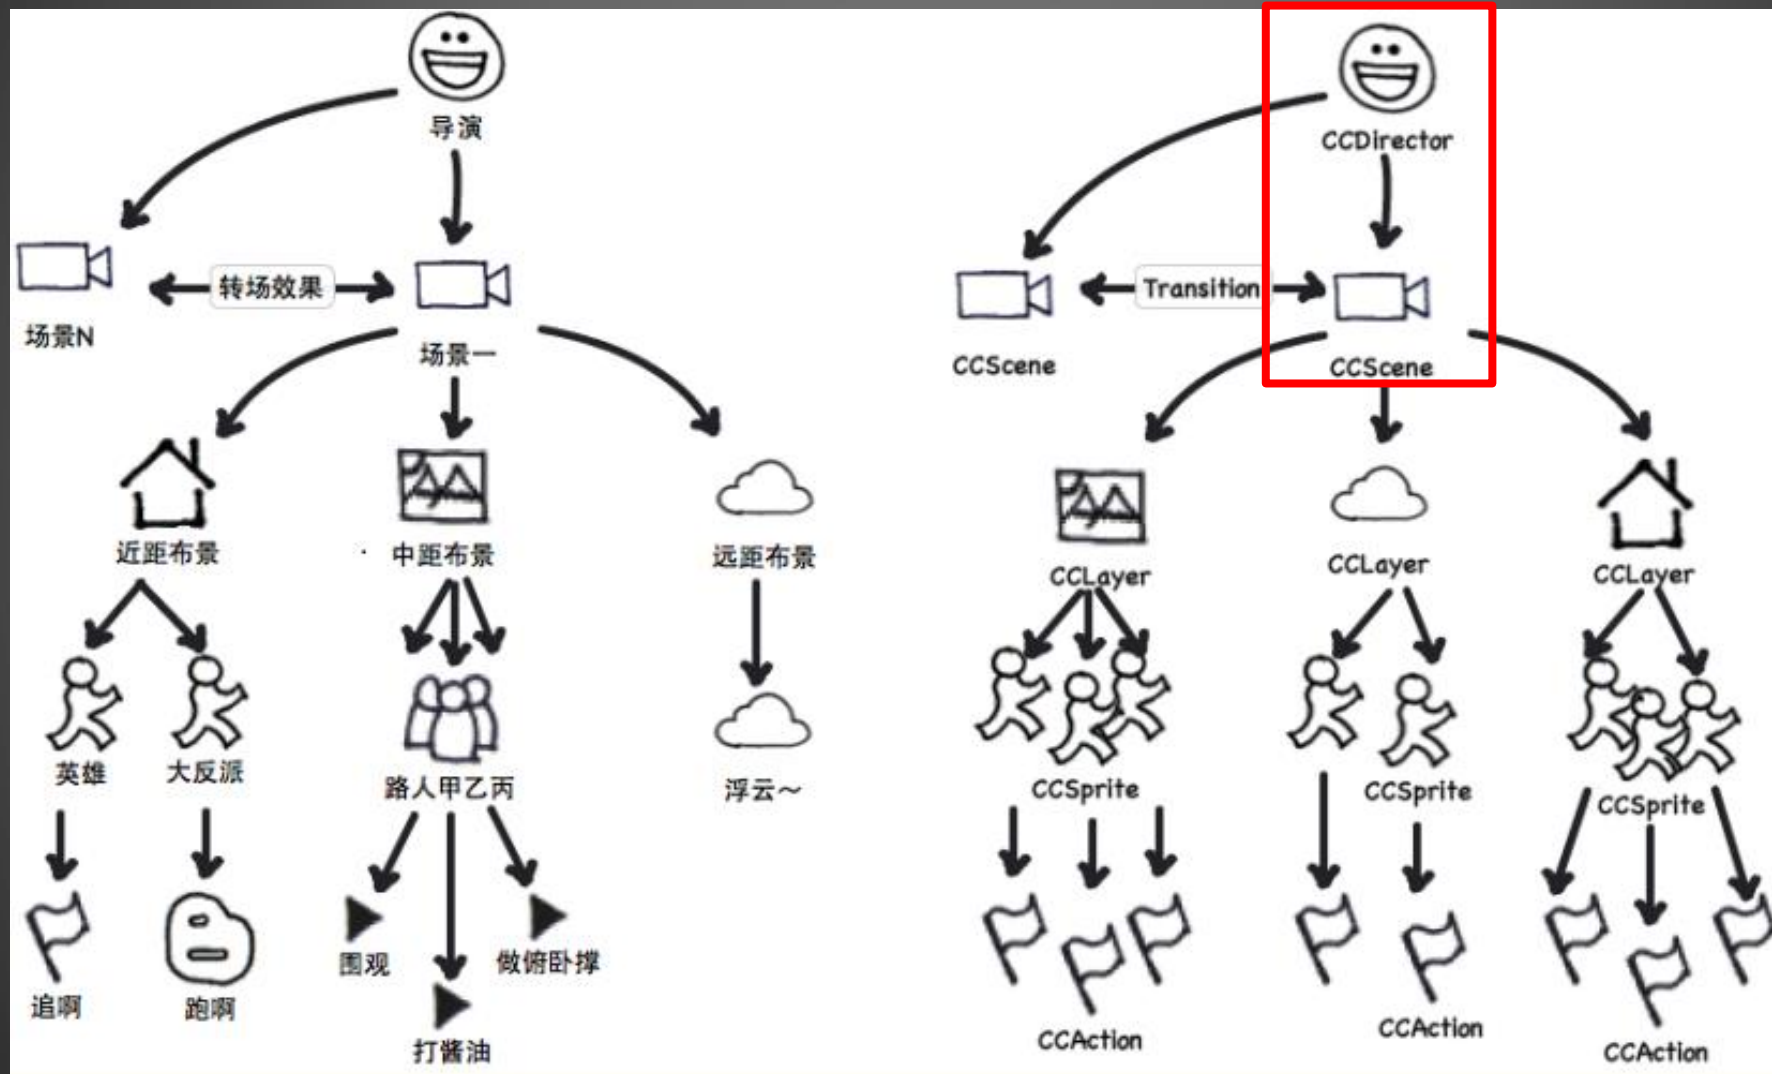 导演
转场效果
场景N
场景一
近距布景
中距布景
远距布景
英雄
大反派
路人甲乙丙
浮云~
围观
做俯卧撑
追啊
跑啊
打酱油
CCDirector
Transition
CCScene
CCScene
CCLayer
CCLayer
CCLayer
CCSprite
CCSprite
CCSprite
CCAction
CCAction
CCAction